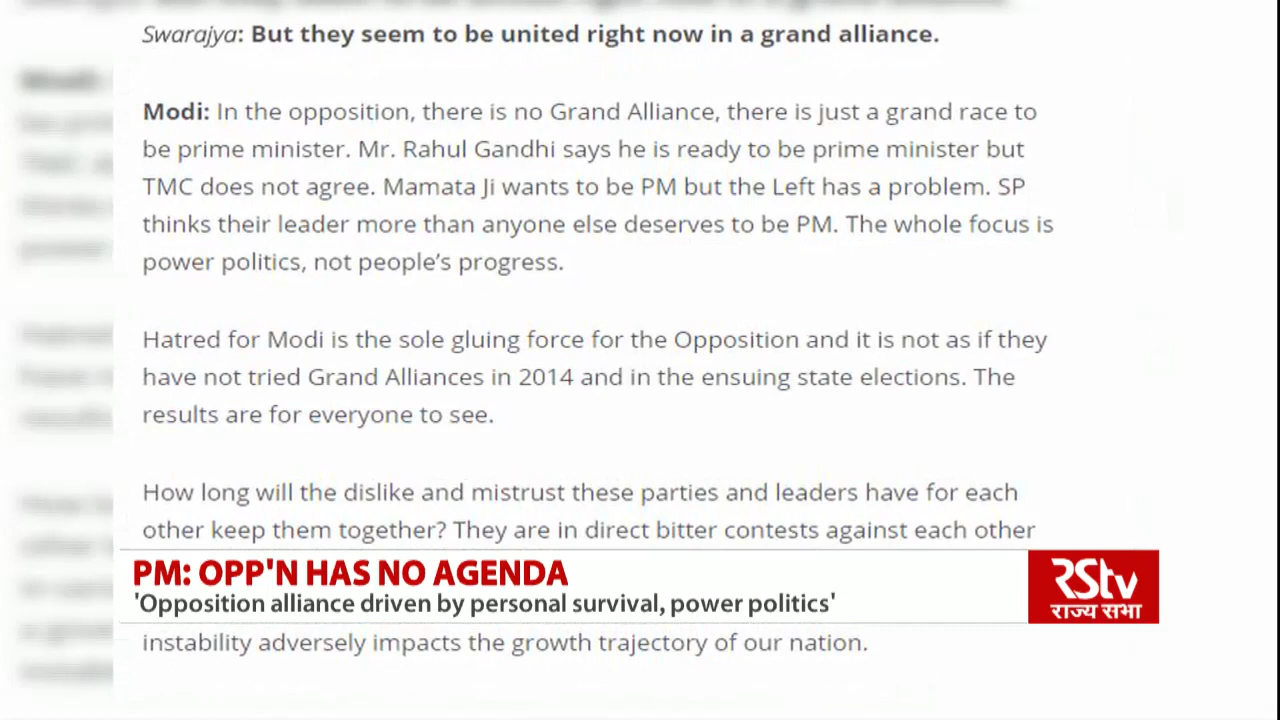 Swarajya: But they seem to be united right now in a grand alliance.
Modi: In the opposition, there is no Grand Alliance, there is just a grand race to
be prime minister. Mr. Rahul Gandhi says he is ready to be prime minister but
TMC does not agree. Mamata Ji wants to be PM but the Left has a problem. SP
thinks their leader more than anyone else deserves to be PM. The whole focus is
power politics, not people’s progress.
Hatred for Modi is the sole gluing force for the Opposition and it is not as if they
have not tried Grand Alliances in 2014 and in the ensuing state elections. The
results are for everyone to see.
How long will the dislike and mistrust these parties and leaders have for each
other keep them together? They are in direct bitter contests against each other
PM: OPP'N HAS NO AGENDA
'Opposition alliance driven by personal survival, power politics'
RStv
राज्य सभा
instability adversely impacts the growth trajectory of our nation.